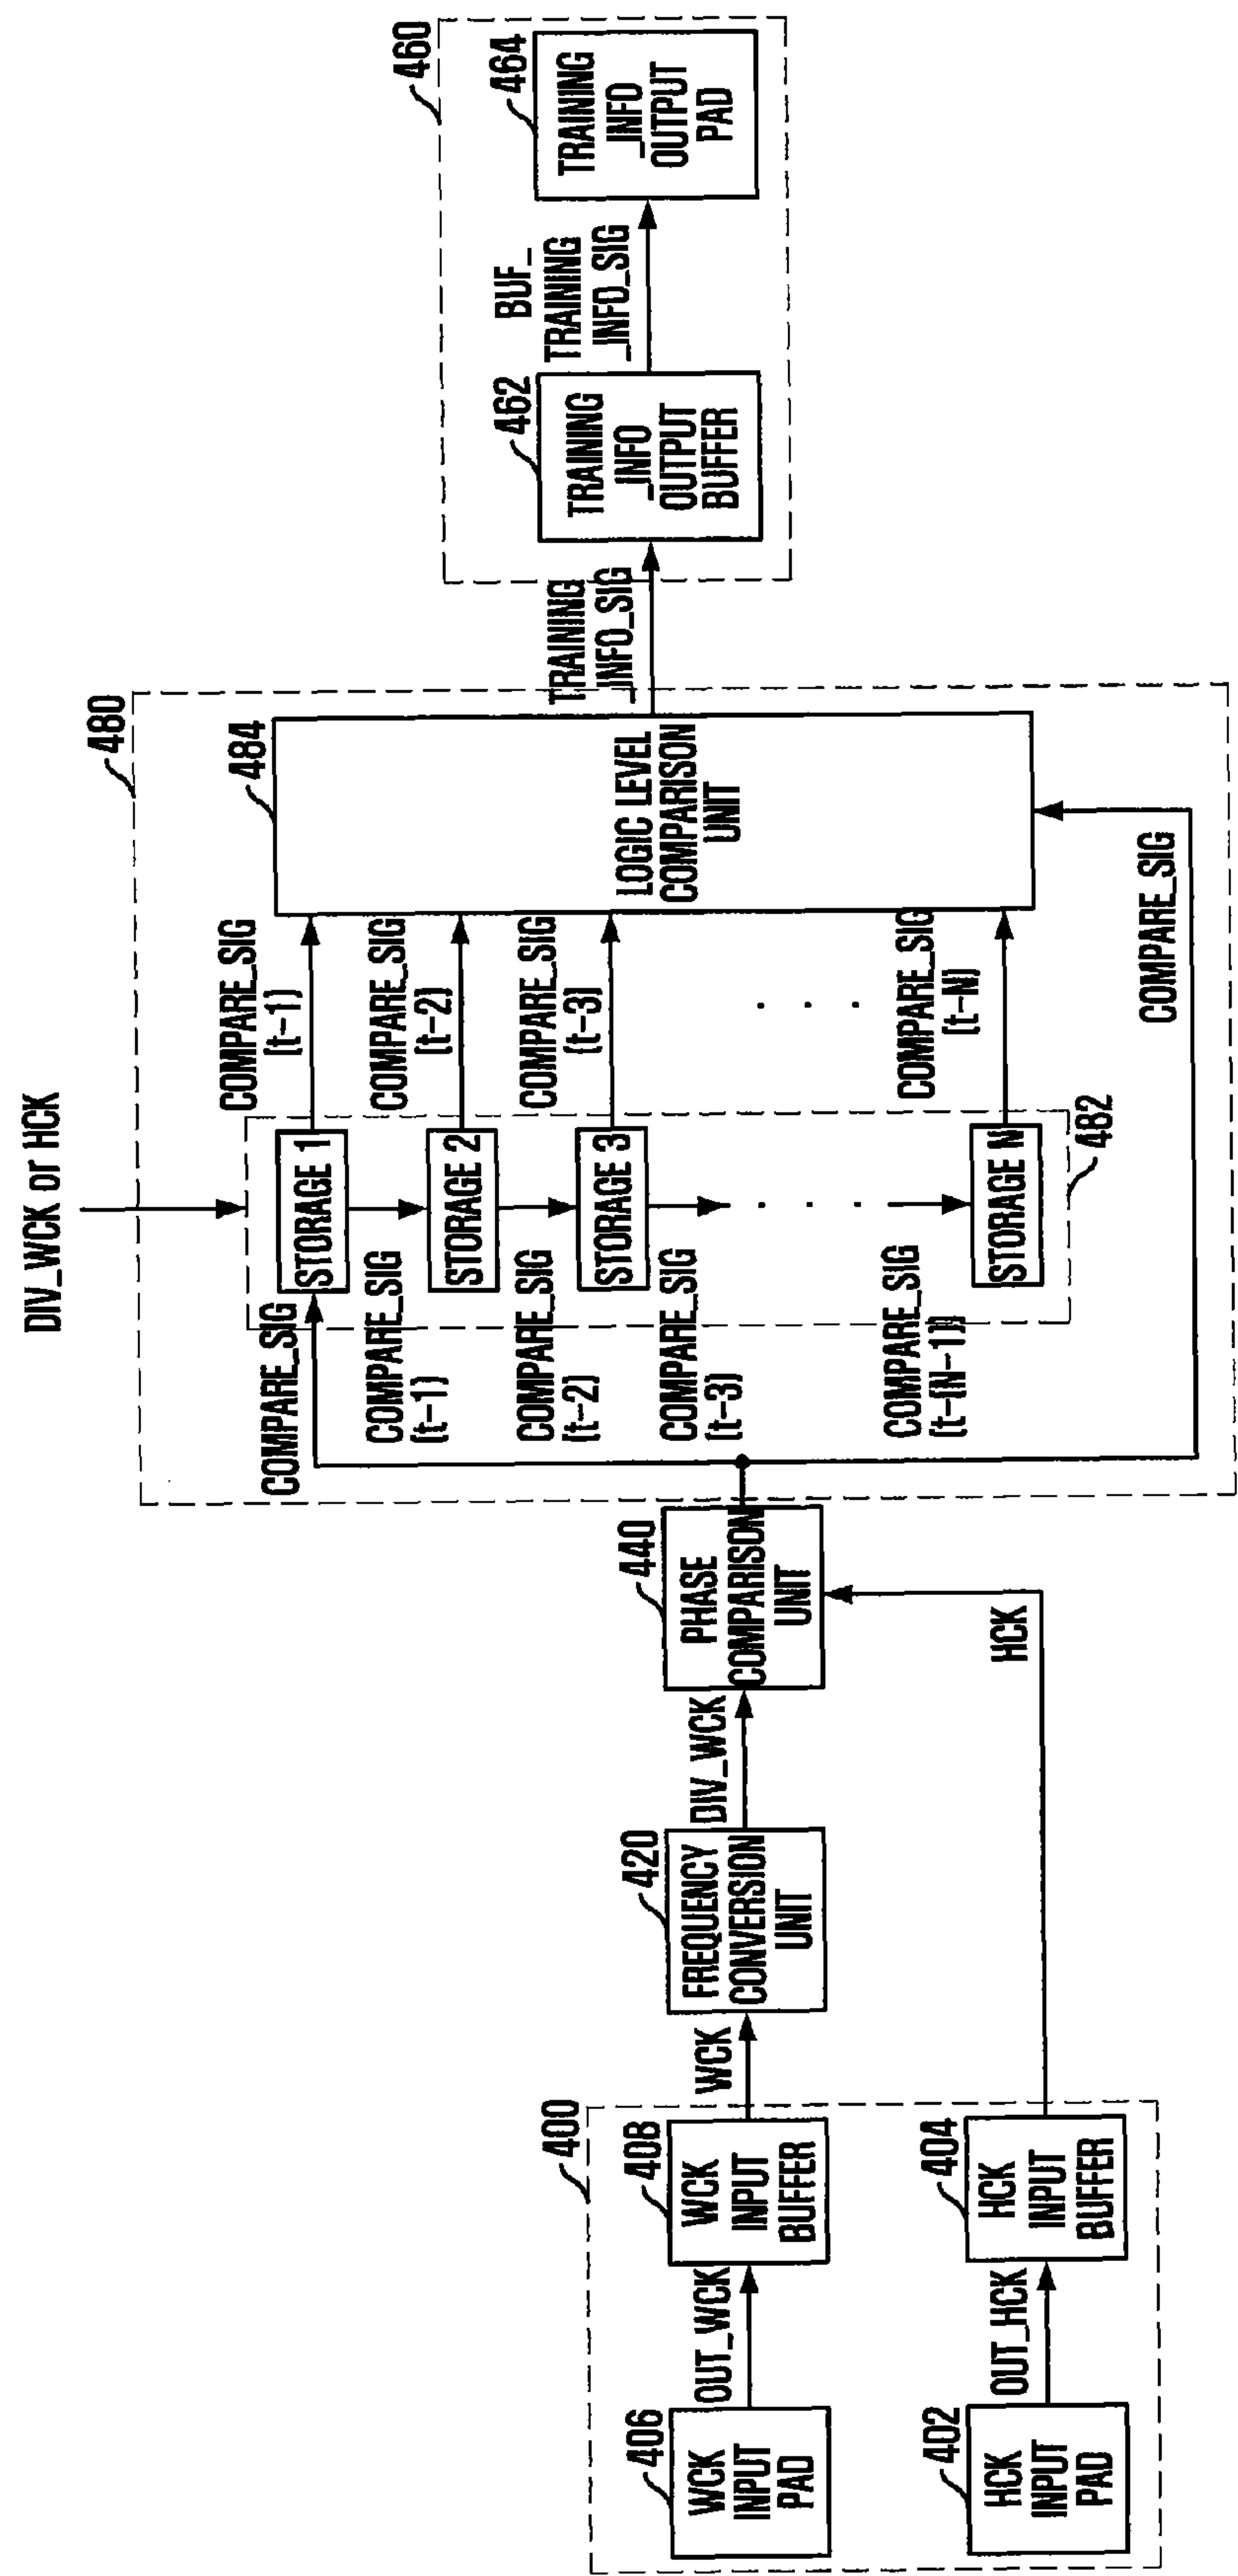 400
406
WCK
INPUT
PAD
OUT_WCK
408
WCK
INPUT
BUFFER
WCK
402
HCK
INPUT
PAD
OUT_HCK
404
HCK
INPUT
BUFFER
HCK
420
FREQUENCY
CONVERSION
UNIT
DIV_WCK
440
PHASE
COMPARISON
UNIT
DIV_WCK or HCK
480
COMPARE_SIG
STORAGE 1
COMPARE_SIG
(t-1)
COMPARE_SIG
(t-1)
STORAGE 2
COMPARE_SIG
(t-2)
COMPARE_SIG
(t-2)
STORAGE 3
COMPARE_SIG
(t-3)
COMPARE_SIG
(t-3)
. . .
. . .
COMPARE_SIG
(t-(N-1))
STORAGE N
COMPARE_SIG
(t-N)
482
COMPARE_SIG
484
LOGIC LEVEL
COMPARISON
UNIT
TRAINING
_INFO_SIG
460
462
TRAINING
_INFO
OUTPUT
BUFFER
BUF_
TRAINING
_INFO_SIG
464
TRAINING
_INFO
OUTPUT
PAD